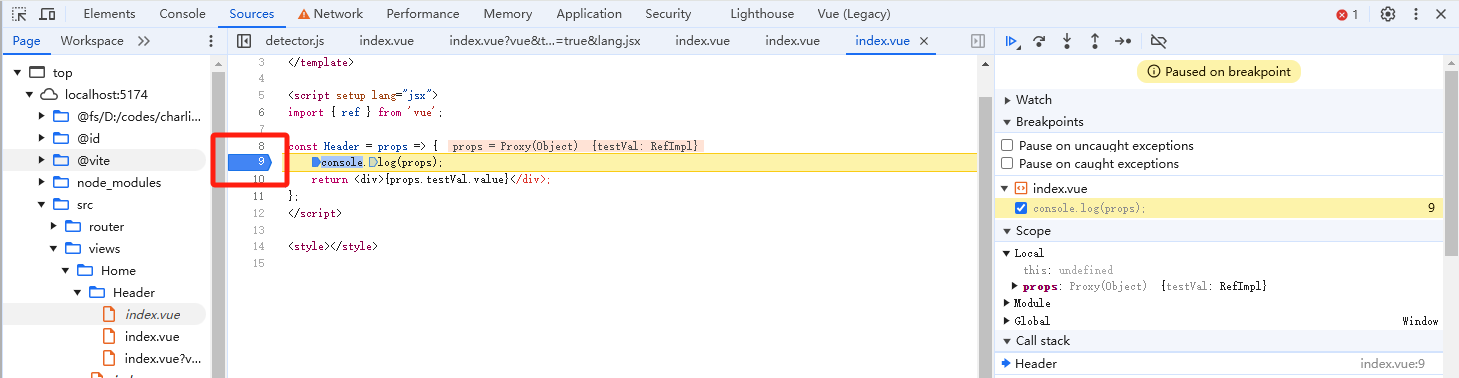 Elements Console Sources Network Performance Memory Application Security Lighthouse Vue (Legacy) 1
Page Workspace
detector.js index.vue index.vue?vue&t...=true&lang.jsx index.vue index.vue index.vue
top
localhost:5174
@fs/D:/codes/charli...
@id
@vite
node_modules
src
router
views
Home
Header
index.vue
index.vue
index.vue?v...
3 </template>
4
5 <script setup lang="jsx">
6 import { ref } from 'vue';
7
8 const Header = props => { props = Proxy(Object) {testVal: RefImpl}
9 console.log(props);
10 return <div>{props.testVal.value}</div>;
11 };
12 </script>
13
14 <style></style>
15
Paused on breakpoint
Watch
Breakpoints
Pause on uncaught exceptions
Pause on caught exceptions
index.vue
console.log(props); 9
Scope
Local
this: undefined
props: Proxy(Object) {testVal: RefImpl}
Module
Global Window
Call stack
Header index.vue:9